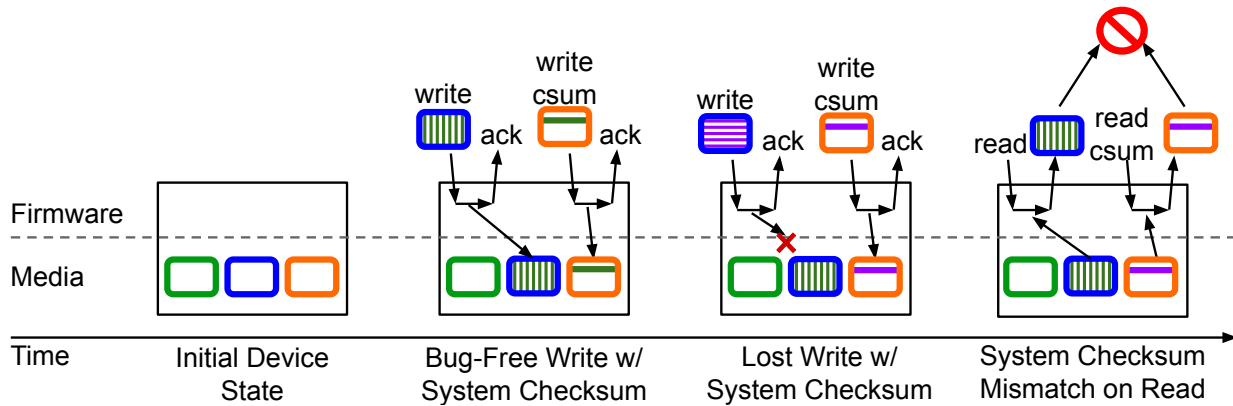 write
ack
write
csum
ack
write
ack
write
csum
ack
read
read
csum
Firmware
Media
Time
Initial Device
State
Bug-Free Write w/
System Checksum
Lost Write w/
System Checksum
System Checksum
Mismatch on Read